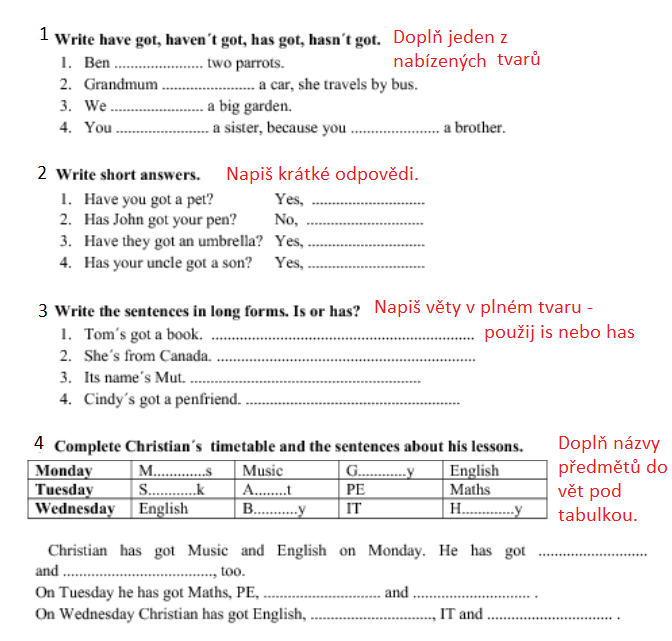 1 Write have got, haven´t got, has got, hasn´t got. Doplň jeden z
nabízených tvarů
1. Ben ...................... two parrots.
2. Grandmum ....................... a car, she travels by bus.
3. We ....................... a big garden.
4. You ....................... a sister, because you ...................... a brother.
2 Write short answers. Napiš krátké odpovědi.
1. Have you got a pet? Yes, ............................
2. Has John got your pen? No, .............................
3. Have they got an umbrella? Yes, .............................
4. Has your uncle got a son? Yes, .............................
3 Write the sentences in long forms. Is or has? Napiš věty v plném tvaru -
použij is nebo has
1. Tom´s got a book. ..................................................................
2. She´s from Canada. ................................................................
3. Its name´s Mut. .........................................................
4. Cindy´s got a penfriend. .....................................................
4 Complete Christian´s timetable and the sentences about his lessons. Doplň názvy
předmětů do
vět pod
tabulkou.
Monday M.............s Music G............y English
Tuesday S............k A........t PE Maths
Wednesday English B...........y IT H.............y
Christian has got Music and English on Monday. He has got ...........................
and ......................................, too.
On Tuesday he has got Maths, PE, ............................. and ............................. .
On Wednesday Christian has got English, ..............................., IT and ............................... .